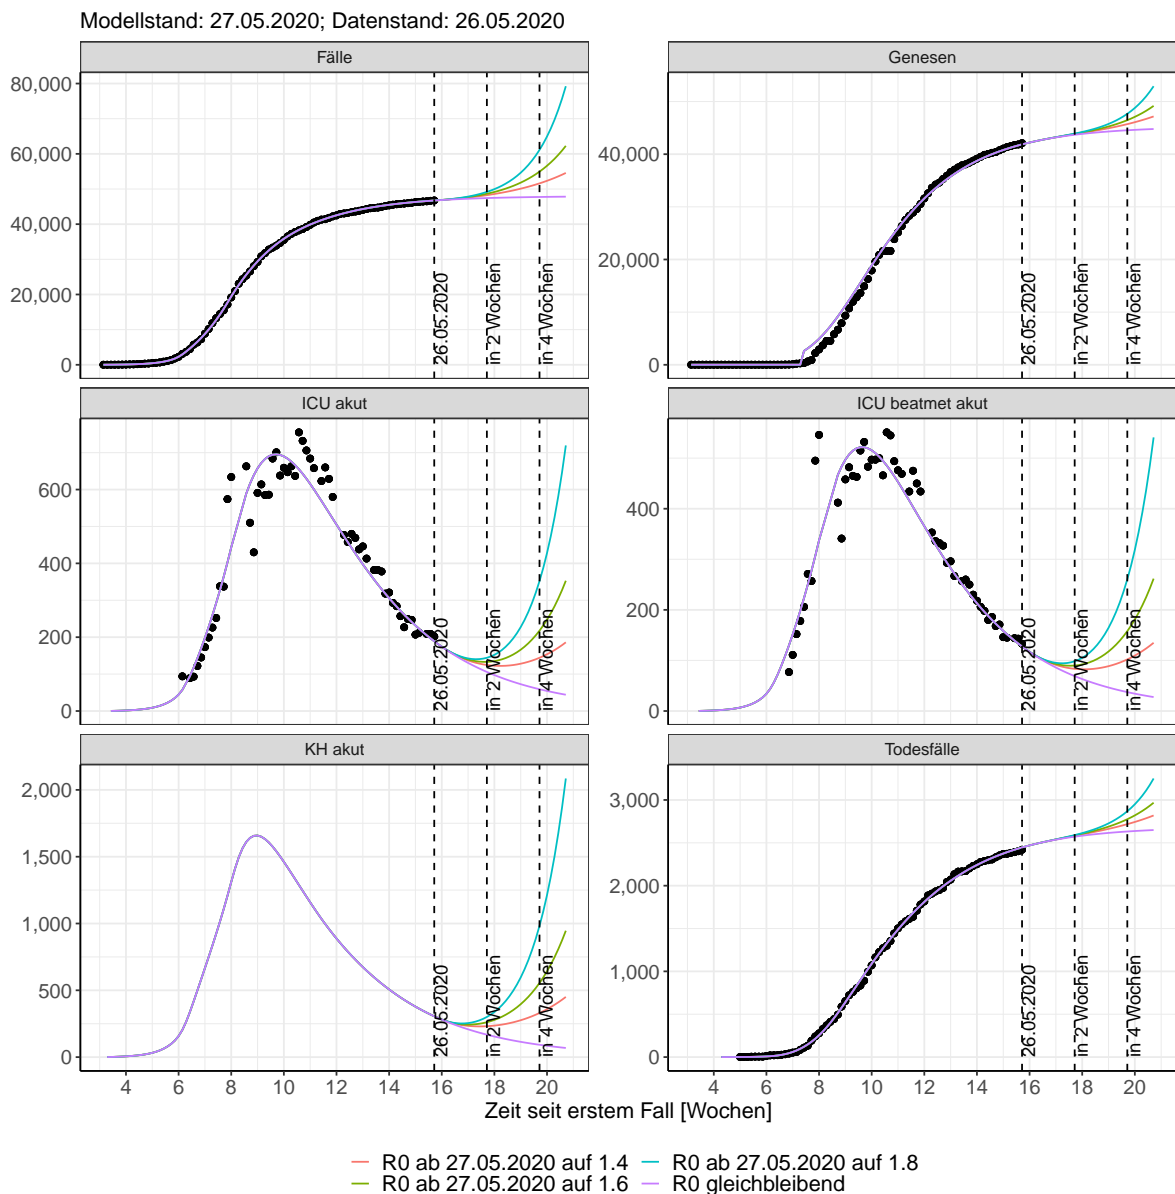 Modellstand: 27.05.2020; Datenstand: 26.05.2020
Fälle
Genesen
80,000
60,000
40,000
20,000
0
26.05.2020
in 2 Wochen
in 4 Wochen
40,000
20,000
0
26.05.2020
in 2 Wochen
in 4 Wochen
ICU akut
ICU beatmet akut
600
400
200
0
26.05.2020
in 2 Wochen
in 4 Wochen
400
200
0
26.05.2020
in 2 Wochen
in 4 Wochen
KH akut
Todesfälle
2,000
1,500
1,000
500
0
26.05.2020
in 2 Wochen
in 4 Wochen
3,000
2,000
1,000
0
26.05.2020
in 2 Wochen
in 4 Wochen
4 6 8 10 12 14 16 18 20
4 6 8 10 12 14 16 18 20
Zeit seit erstem Fall [Wochen]
R0 ab 27.05.2020 auf 1.4
R0 ab 27.05.2020 auf 1.8
R0 ab 27.05.2020 auf 1.6
R0 gleichbleibend